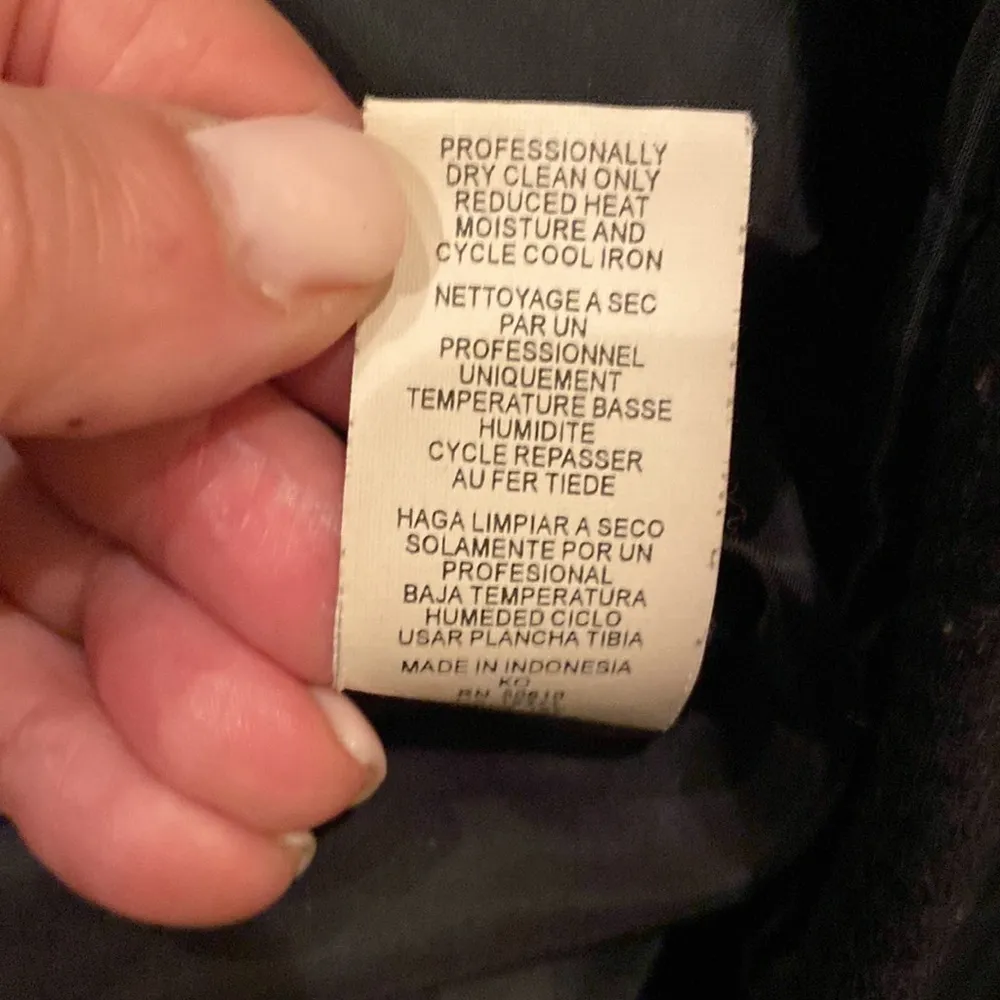 PROFESSIONALLY
DRY CLEAN ONLY
REDUCED HEAT
MOISTURE AND
CYCLE COOL IRON
NETTOYAGE A SEC
PAR UN
PROFESSIONNEL
UNIQUEMENT
TEMPERATURE BASSE
HUMIDITE
CYCLE REPASSER
AU FER TIEDE
HAGA LIMPIAR A SECO
SOLAMENTE POR UN
PROFESIONAL
BAJA TEMPERATURA
HUMEDED CICLO
USAR PLANCHA TIBIA
MADE IN INDONESIA
RN